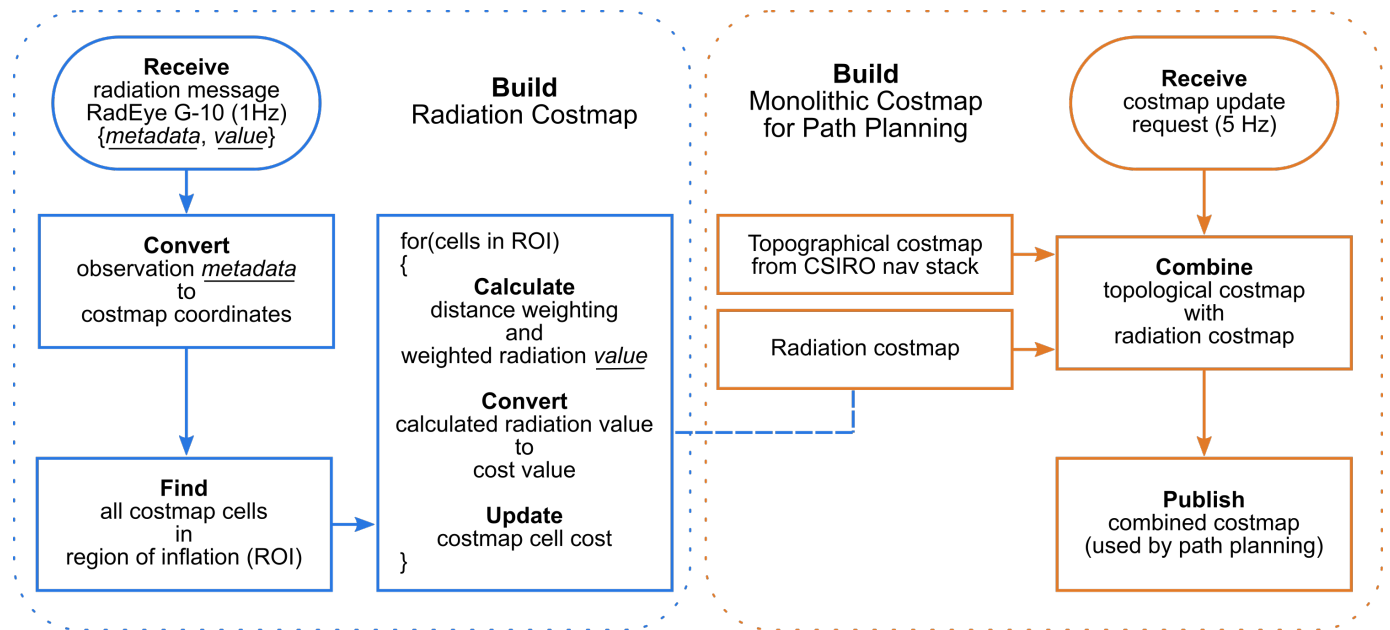 Receive
radiation message
RadEye G-10 (1Hz)
{metadata, value}
Build
Radiation Costmap
Convert
observation metadata
to
costmap coordinates
Find
all costmap cells
in
region of inflation (ROI)
for(cells in ROI)
{
Calculate
distance weighting
and
weighted radiation value
Convert
calculated radiation value
to
cost value
Update
costmap cell cost
}
Build
Monolithic Costmap
for Path Planning
Receive
costmap update
request (5 Hz)
Topographical costmap
from CSIRO nav stack
Radiation costmap
Combine
topological costmap
with
radiation costmap
Publish
combined costmap
(used by path planning)